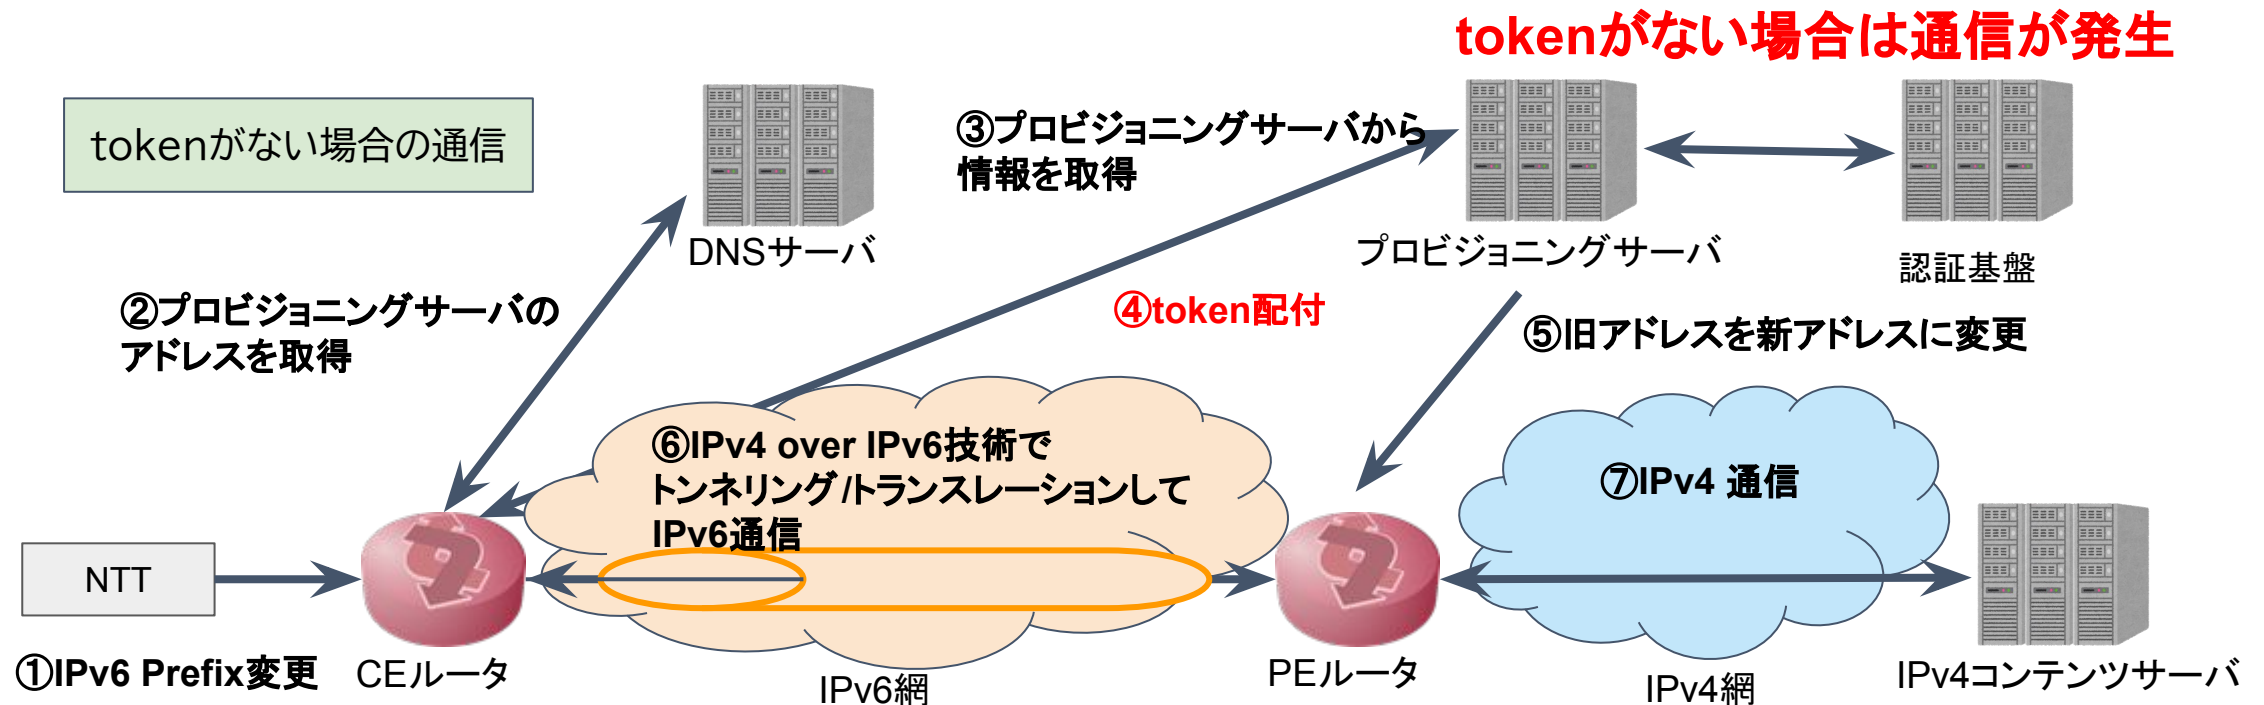 tokenがない場合は通信が発生
tokenがない場合の通信
③プロビジョニングサーバから
情報を取得
DNSサーバ
プロビジョニングサーバ
認証基盤
②プロビジョニングサーバの
アドレスを取得
④token配付
⑤旧アドレスを新アドレスに変更
⑥IPv4 over IPv6技術で
トンネリング/トランスレーションして
IPv6通信
⑦IPv4 通信
NTT
①IPv6 Prefix変更
CEルータ
IPv6網
PEルータ
IPv4網
IPv4コンテンツサーバ